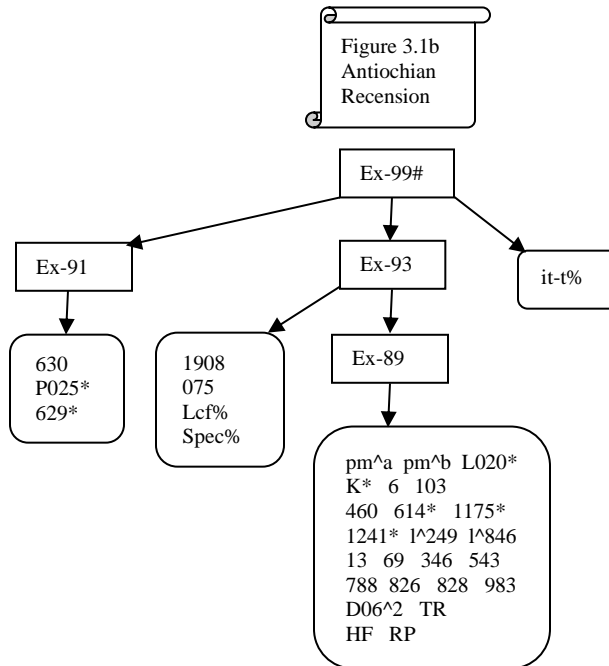 Figure 3.1b
Antiochian
Recension
Ex-99#
Ex-91
Ex-93
it-t%
630
P025*
629*
1908
075
Lcf%
Spec%
Ex-89
pm^a pm^b L020*
K* 6 103
460 614* 1175*
1241* l^249 l^846
13 69 346 543
788 826 828 983
D06^2 TR
HF RP